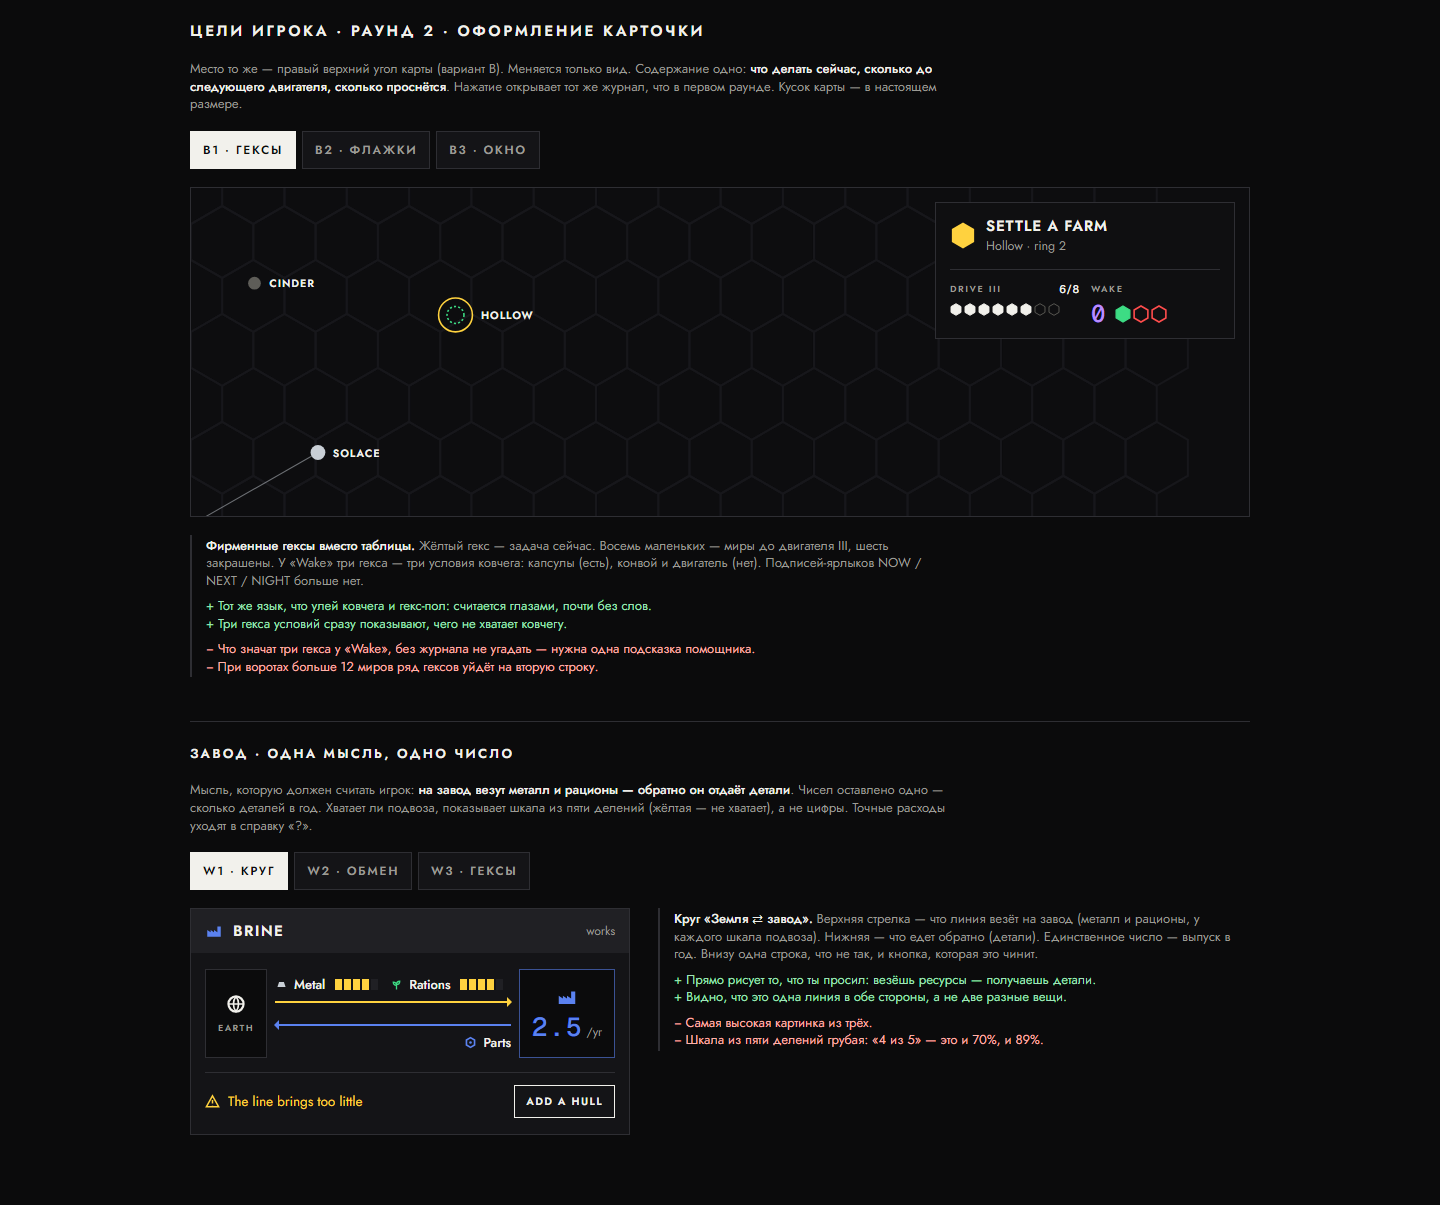 ЦЕЛИ ИГРОКА · РАУНД 2 · ОФОРМЛЕНИЕ КАРТОЧКИ
Место то же — правый верхний угол карты (вариант B). Меняется только вид. Содержание одно: что делать сейчас, сколько до
следующего двигателя, сколько проснётся. Нажатие открывает тот же журнал, что в первом раунде. Кусок карты — в настоящем
размере.
B1 · ГЕКСЫ
B2 · ФЛАЖКИ
B3 · ОКНО
SETTLE A FARM
Hollow · ring 2
DRIVE III 6/8 WAKE
0
CINDER
HOLLOW
SOLACE
Фирменные гексы вместо таблицы. Жёлтый гекс — задача сейчас. Восемь маленьких — миры до двигателя III, шесть
закрашены. У «Wake» три гекса — три условия ковчега: капсулы (есть), конвой и двигатель (нет). Подписей-ярлыков NOW /
NEXT / NIGHT больше нет.
+ Тот же язык, что улей ковчега и гекс-пол: считается глазами, почти без слов.
+ Три гекса условий сразу показывают, чего не хватает ковчегу.
− Что значат три гекса у «Wake», без журнала не угадать — нужна одна подсказка помощника.
− При воротах больше 12 миров ряд гексов уйдёт на вторую строку.
ЗАВОД · ОДНА МЫСЛЬ, ОДНО ЧИСЛО
Мысль, которую должен считать игрок: на завод везут металл и рационы — обратно он отдаёт детали. Чисел оставлено одно —
сколько деталей в год. Хватает ли подвоза, показывает шкала из пяти делений (жёлтая — не хватает), а не цифры. Точные расходы
уходят в справку «?».
W1 · КРУГ
W2 · ОБМЕН
W3 · ГЕКСЫ
BRINE works
Metal Rations
EARTH
2.5 /yr
Parts
The line brings too little
ADD A HULL
Круг «Земля ⇄ завод». Верхняя стрелка — что линия везёт на завод (металл и рационы, у
каждого шкала подвоза). Нижняя — что едет обратно (детали). Единственное число — выпуск в
год. Внизу одна строка, что не так, и кнопка, которая это чинит.
+ Прямо рисует то, что ты просил: везёшь ресурсы — получаешь детали.
+ Видно, что это одна линия в обе стороны, а не две разные вещи.
− Самая высокая картинка из трёх.
− Шкала из пяти делений грубая: «4 из 5» — это и 70%, и 89%.